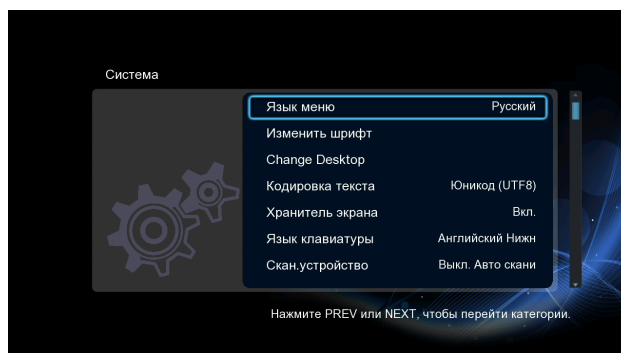 Система
Язык меню Русский
Изменить шрифт
Change Desktop
Кодировка текста Юникод (UTF8)
Хранитель экрана Вкл.
Язык клавиатуры Английский Нижн
Скан.устройство Выкл. Авто скани
Нажмите PREV или NEXT, чтобы перейти категории.